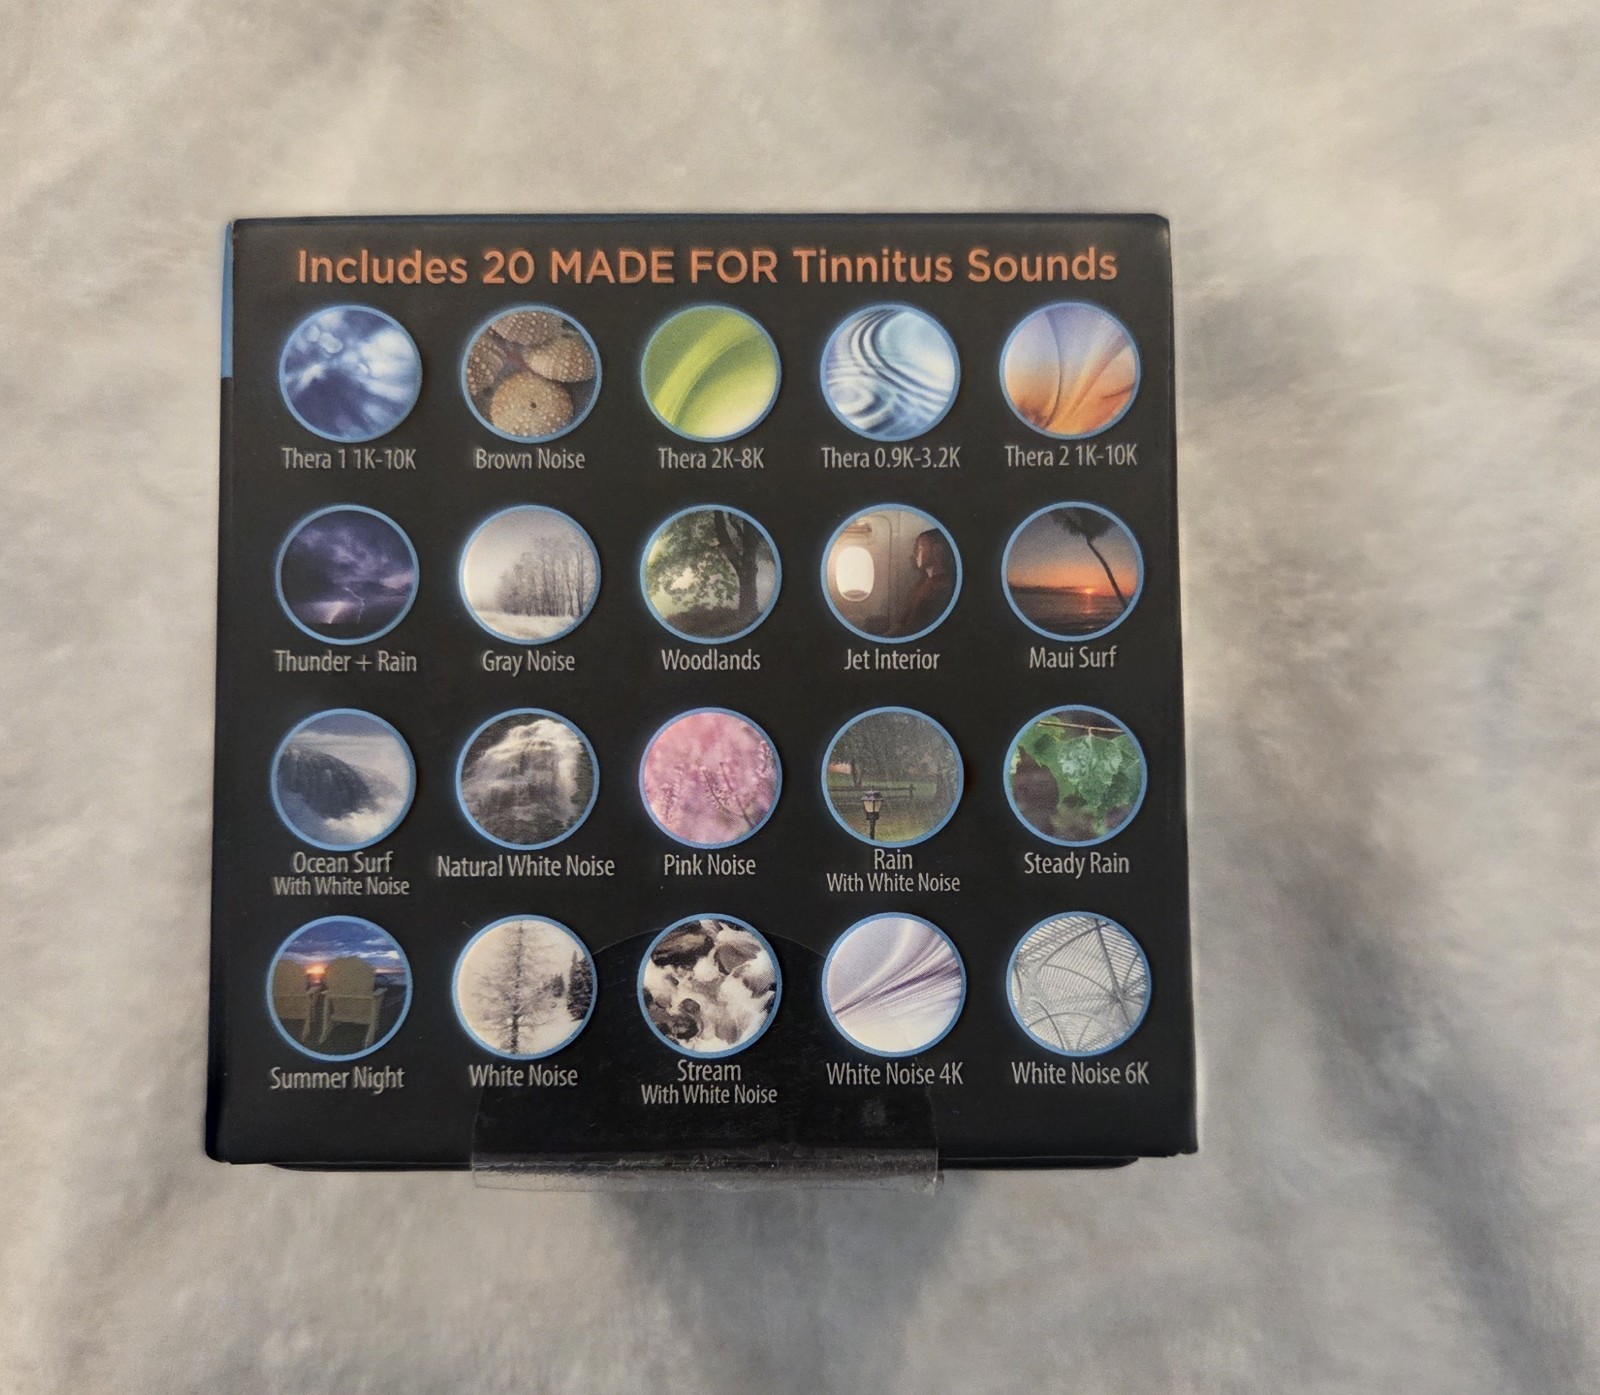 Includes 20 MADE FOR Tinnitus Sounds
Thera 1 1K-10K
Brown Noise
Thera 2K-8K
Thera 0.9K-3.2K
Thera 2 1K-10K
Thunder + Rain
Gray Noise
Woodlands
Jet Interior
Maui Surf
Ocean Surf
With White Noise
Natural White Noise
Pink Noise
Rain
With White Noise
Steady Rain
Summer Night
White Noise
Stream
With White Noise
White Noise 4K
White Noise 6K